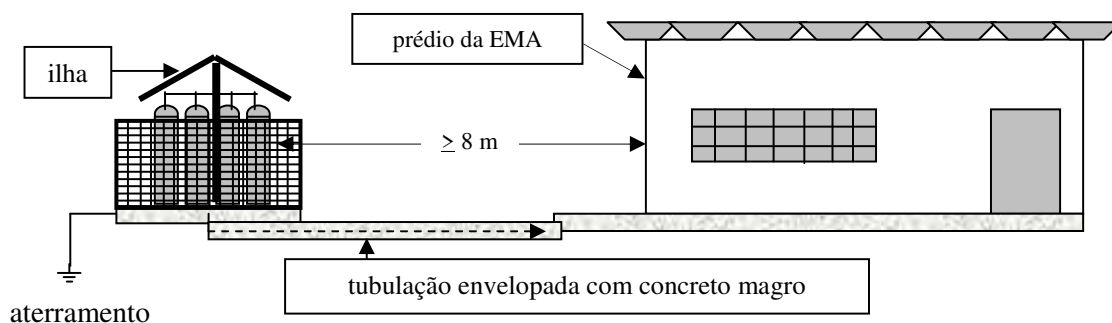 prédio da EMA
ilha
≥ 8 m
tubulação envelopada com concreto magro
aterramento